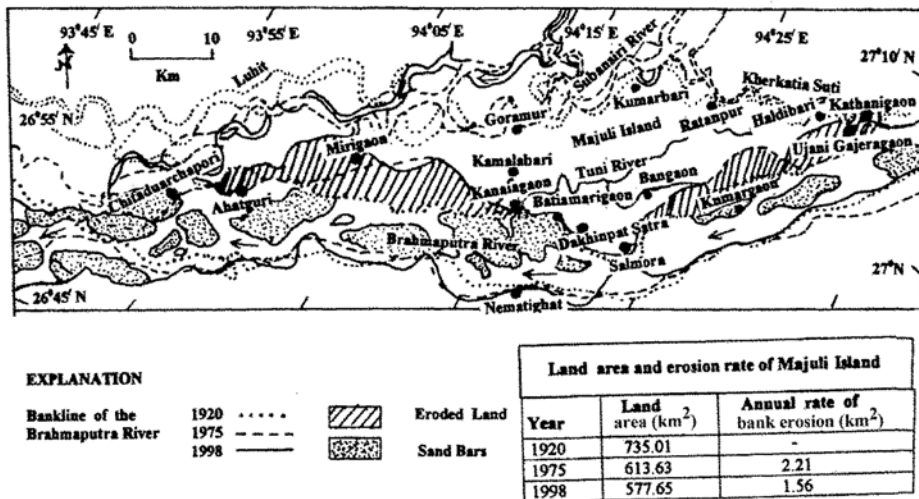 93°45′ E
93°55′ E
94°05′ E
94°15′ E
94°25′ E
0 10
Km
N
27°10′ N
26°55′ N
Luhit
Subansiri River
Kherkatia Suti
Kumarbari
Goramur
Ratanpur
Haldibari
Kathanigaon
Majuli Island
Mirigaon
Ujani Gajeragaon
Kamalabari
Tuni River
Chitaduarchapori
Kanaiagaon
Bangaon
Ahatguri
Batiamarigaon
Knmargaon
Brahmaputra River
Dakhinpat Satra
Salmora
27°N
26°45′ N
Nematighat
EXPLANATION
Bankline of the
Brahmaputra River
1920
1975
1998
Eroded Land
Sand Bars
Land area and erosion rate of Majuli Island
Year Land area (km²) Annual rate of bank erosion (km²)
1920 735.01 -
1975 613.63 2.21
1998 577.65 1.56